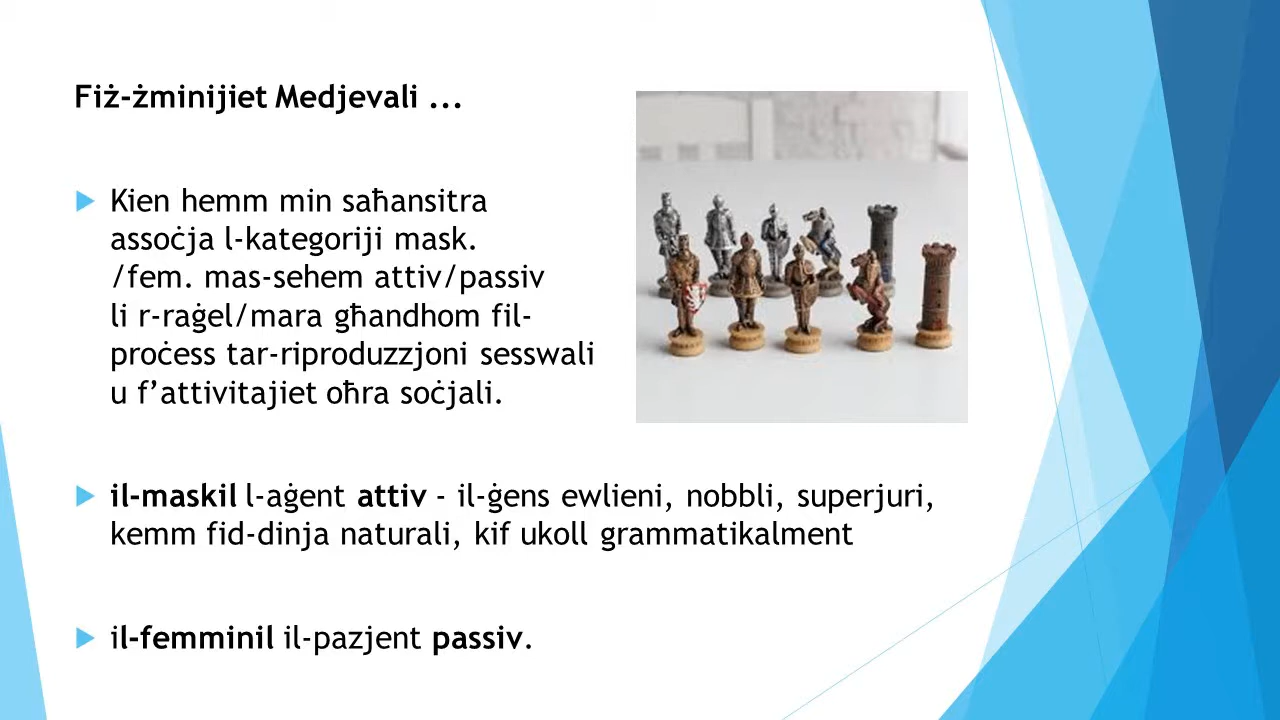 Fiż-żminijiet Medjevali ...
Kien hemm min saħansitra
assoċja l-kategoriji mask.
/fem. mas-sehem attiv/passiv
li r-raġel/mara għandhom fil-
proċess tar-riproduzzjoni sesswali
u f’attivitajiet oħra soċjali.
il-maskil l-aġent attiv - il-ġens ewlieni, nobbli, superjuri,
kemm fid-dinja naturali, kif ukoll grammatikalment
il-femminil il-pazjent passiv.